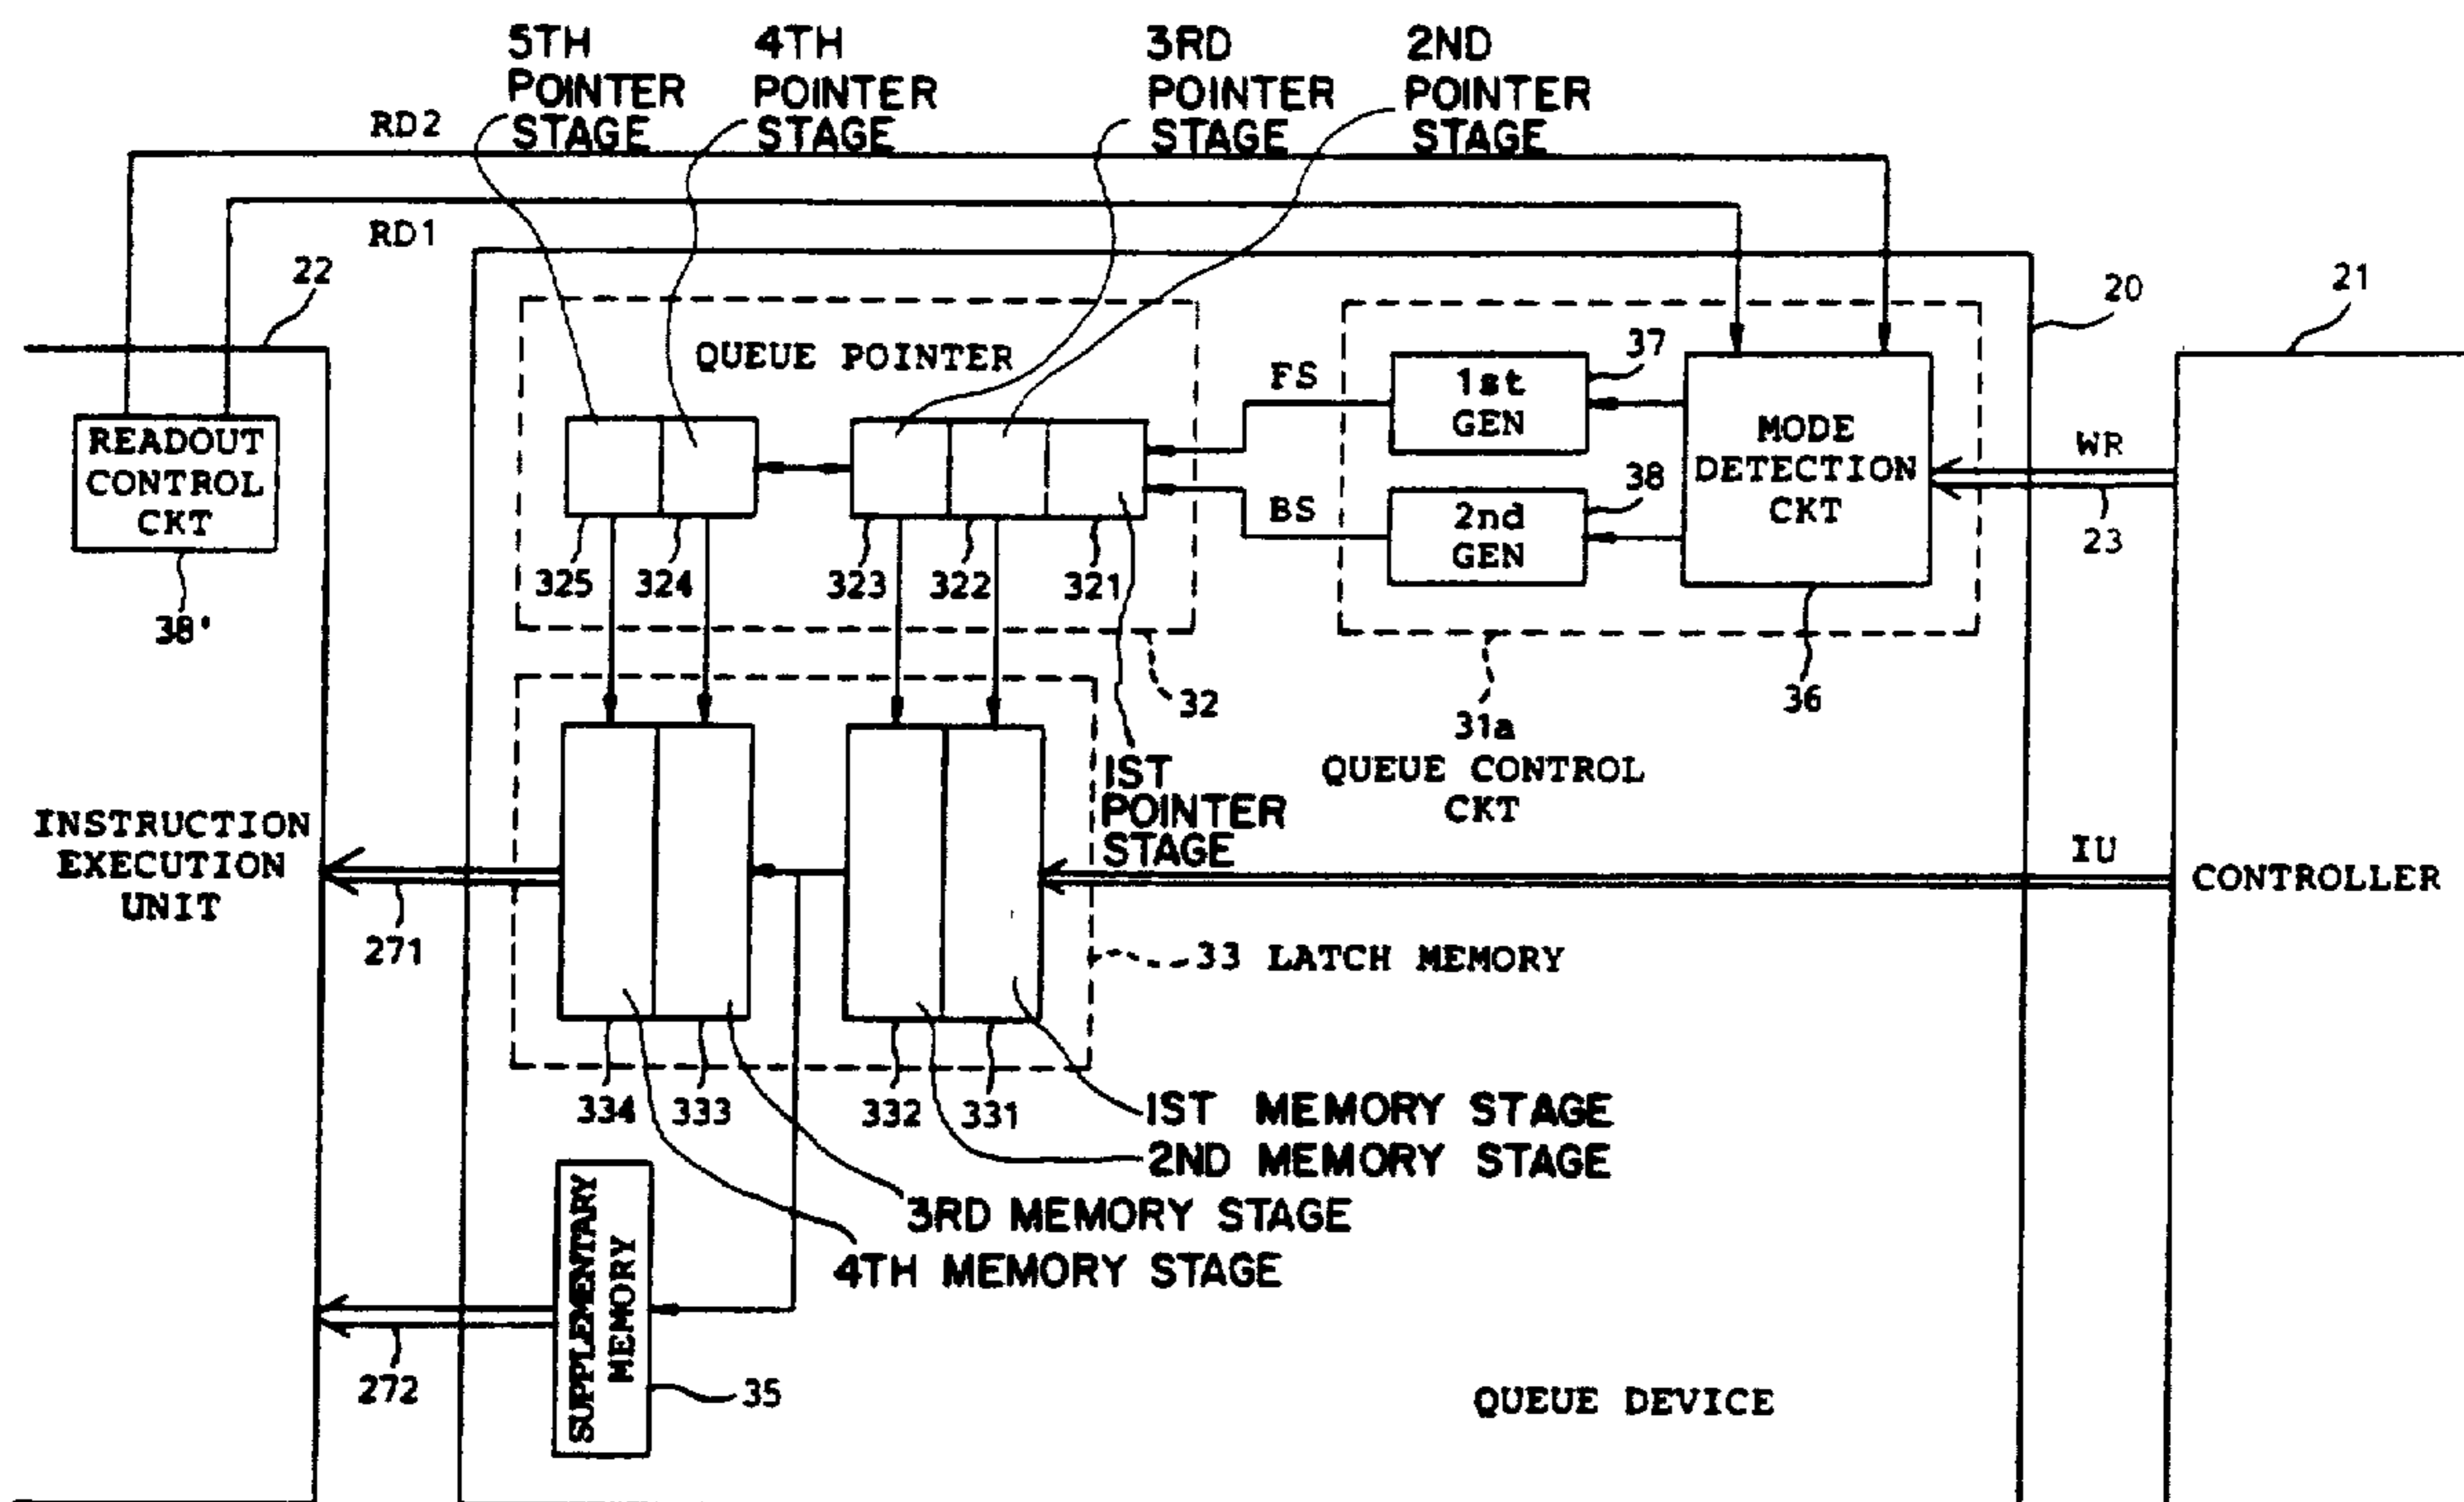 5TH
POINTER
STAGE
4TH
POINTER
STAGE
3RD
POINTER
STAGE
2ND
POINTER
STAGE
RD2
RD1
22
20
21
QUEUE POINTER
FS
BS
37
1st
GEN
38
2nd
GEN
MODE
DETECTION
CKT
WR
23
READOUT
CONTROL
CKT
38'
325
324
323
322
321
32
31a
QUEUE CONTROL
CKT
36
1ST
POINTER
STAGE
INSTRUCTION
EXECUTION
UNIT
271
IU
CONTROLLER
33 LATCH MEMORY
334
333
332
331
1ST MEMORY STAGE
2ND MEMORY STAGE
3RD MEMORY STAGE
4TH MEMORY STAGE
SUPPLEMENTARY
MEMORY
272
35
QUEUE DEVICE